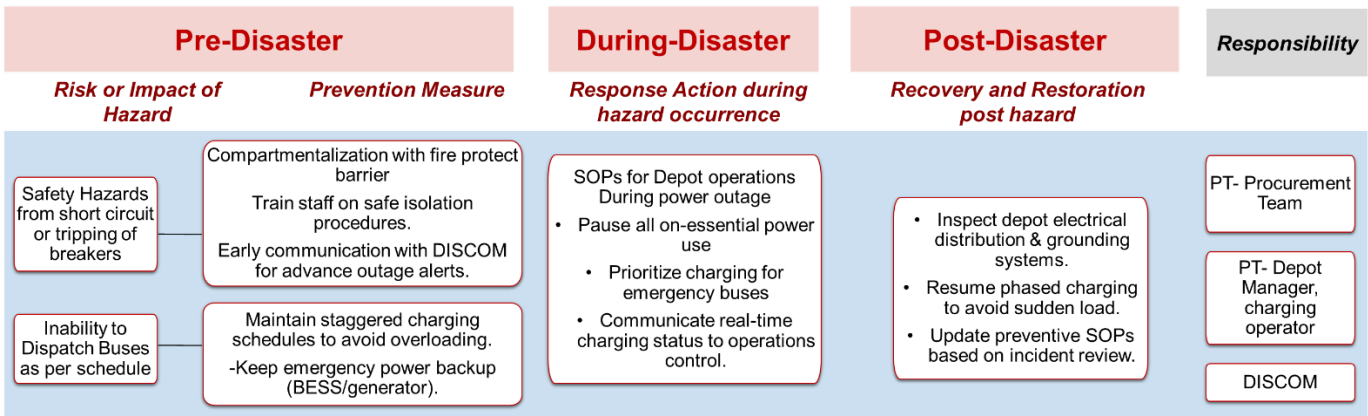 Pre-Disaster
During-Disaster
Post-Disaster
Responsibility
Risk or Impact of
Hazard
Prevention Measure
Response Action during
hazard occurrence
Recovery and Restoration
post hazard
Safety Hazards
from short circuit
or tripping of
breakers
Compartmentalization with fire protect
barrier
Train staff on safe isolation
procedures.
Early communication with DISCOM
for advance outage alerts.
Inability to
Dispatch Buses
as per schedule
Maintain staggered charging
schedules to avoid overloading.
-Keep emergency power backup
(BESS/generator).
SOPs for Depot operations
During power outage
• Pause all on-essential power
use
• Prioritize charging for
emergency buses
• Communicate real-time
charging status to operations
control.
• Inspect depot electrical
distribution & grounding
systems.
• Resume phased charging
to avoid sudden load.
• Update preventive SOPs
based on incident review.
PT- Procurement
Team
PT- Depot
Manager,
charging
operator
DISCOM